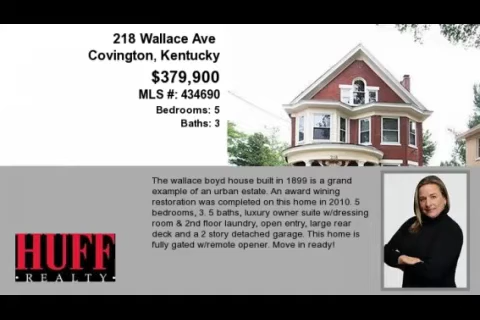 218 Wallace Ave
Covington, Kentucky
$379,900
MLS #: 434690
Bedrooms: 5
Baths: 3
The wallace boyd house built in 1899 is a grand
example of an urban estate. An award wining
restoration was completed on this home in 2010. 5
bedrooms, 3. 5 baths, luxury owner suite w/dressing
room & 2nd floor laundry, open entry, large rear
deck and a 2 story detached garage. This home is
fully gated w/remote opener. Move in ready!
HUFF
REALTY